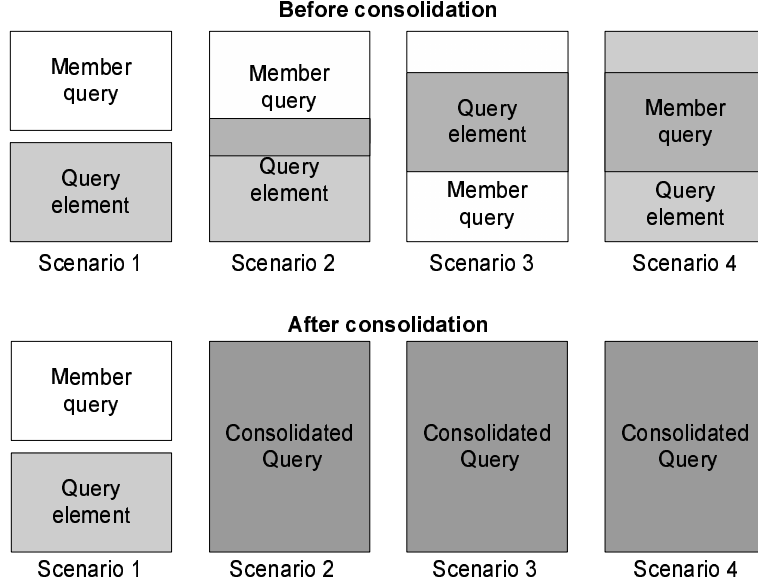 Before consolidation
Member
query
Query
element
Scenario 1
Member
query
Query
element
Scenario 2
Query
element
Member
query
Scenario 3
Member
query
Query
element
Scenario 4
After consolidation
Member
query
Query
element
Scenario 1
Consolidated
Query
Scenario 2
Consolidated
Query
Scenario 3
Consolidated
Query
Scenario 4